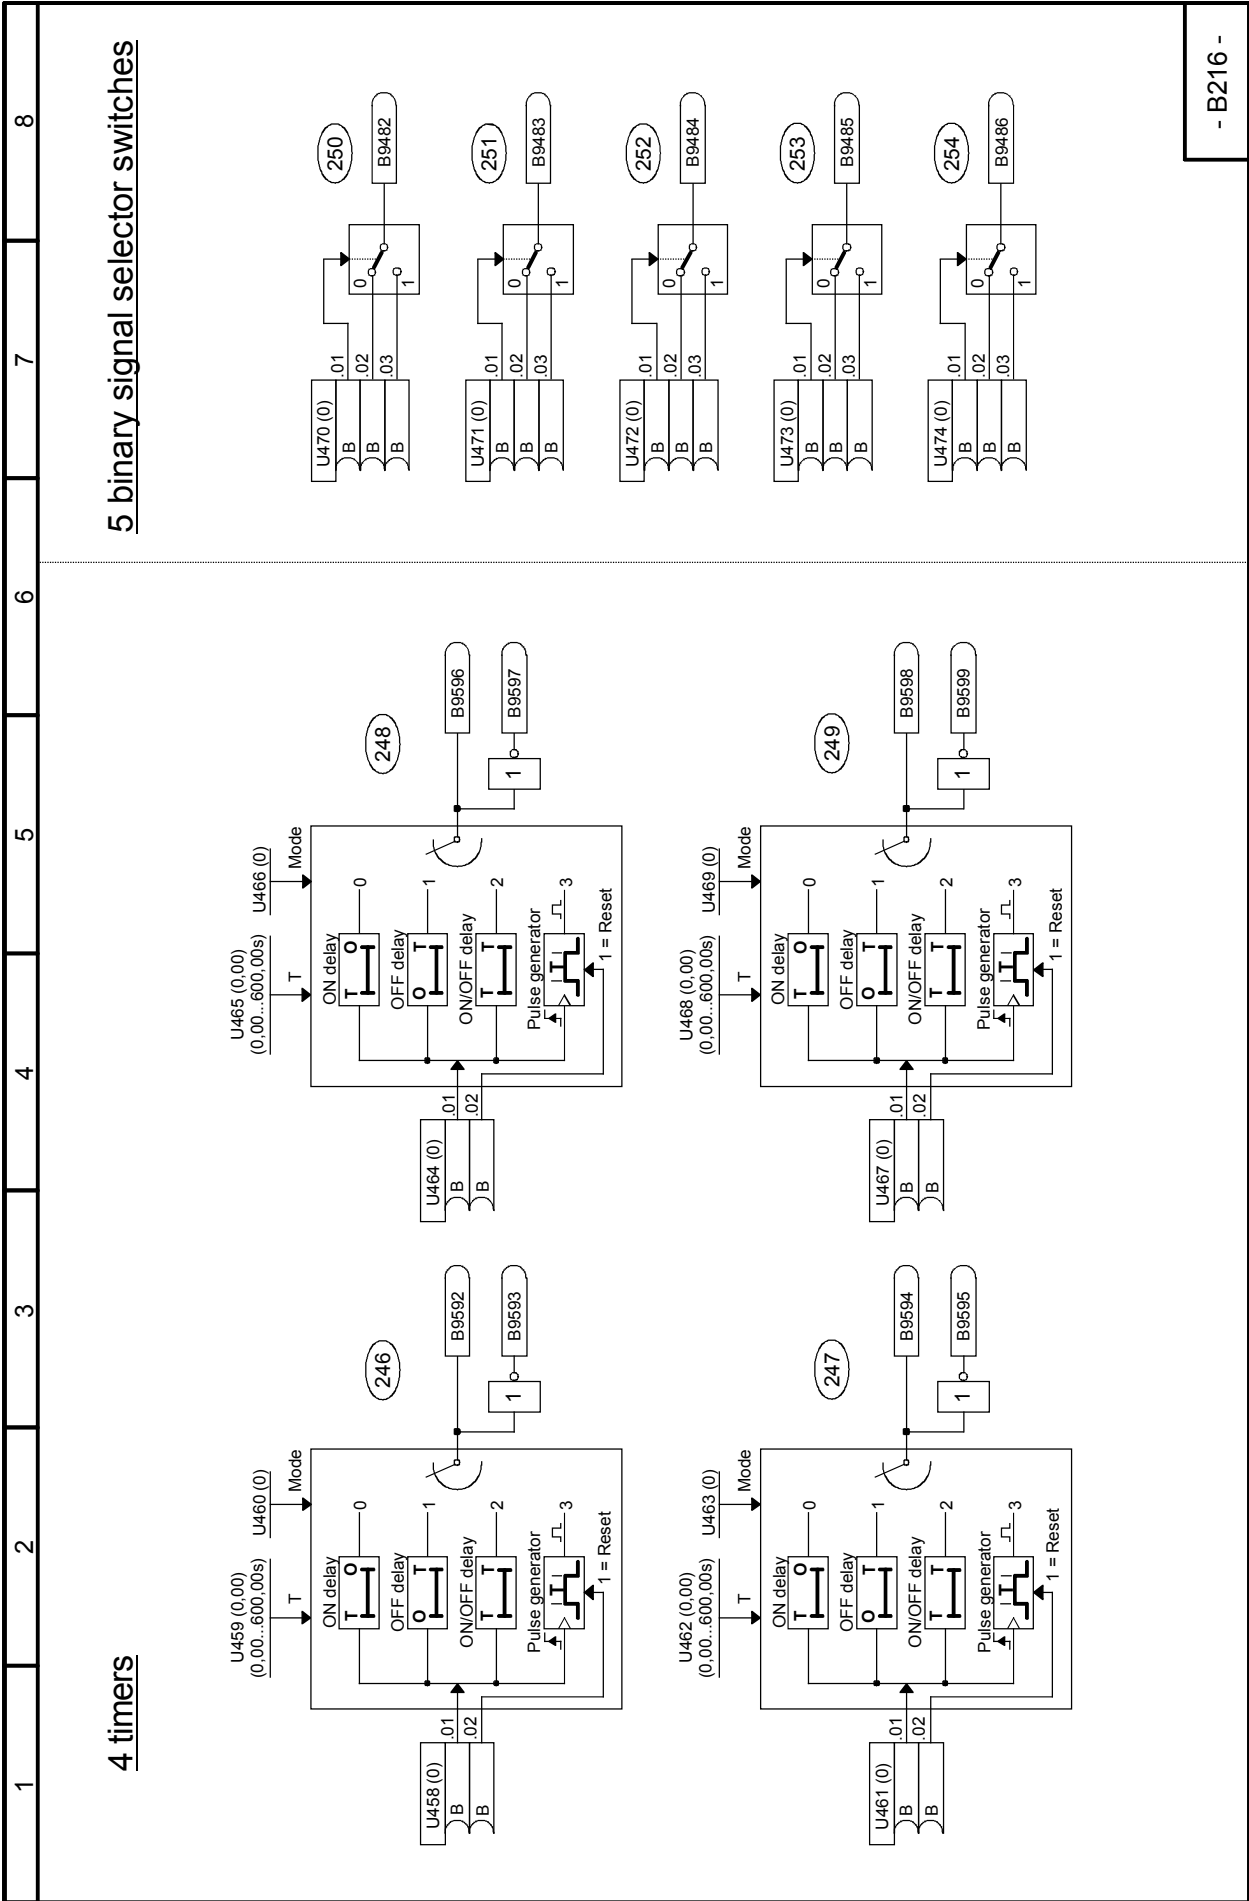 1 2 3 4 5 6 7 8
4 timers
5 binary signal selector switches
U459 (0,00)
(0,00...600,00s)
U460 (0)
T
Mode
246
ON delay
T O
0
U458 (0)
B
.01
B
.02
OFF delay
O T
1
ON/OFF delay
T T
2
Pulse generator
T
3
1 = Reset
1
B9592
B9593
U462 (0,00)
(0,00...600,00s)
U463 (0)
T
Mode
247
ON delay
T O
0
U461 (0)
B
.01
B
.02
OFF delay
O T
1
ON/OFF delay
T T
2
Pulse generator
T
3
1 = Reset
1
B9594
B9595
U465 (0,00)
(0,00...600,00s)
U466 (0)
T
Mode
248
ON delay
T O
0
U464 (0)
B
.01
B
.02
OFF delay
O T
1
ON/OFF delay
T T
2
Pulse generator
T
3
1 = Reset
1
B9596
B9597
U468 (0,00)
(0,00...600,00s)
U469 (0)
T
Mode
249
ON delay
T O
0
U467 (0)
B
.01
B
.02
OFF delay
O T
1
ON/OFF delay
T T
2
Pulse generator
T
3
1 = Reset
1
B9598
B9599
250
U470 (0)
B
.01
B
.02
B
.03
0
1
B9482
251
U471 (0)
B
.01
B
.02
B
.03
0
1
B9483
252
U472 (0)
B
.01
B
.02
B
.03
0
1
B9484
253
U473 (0)
B
.01
B
.02
B
.03
0
1
B9485
254
U474 (0)
B
.01
B
.02
B
.03
0
1
B9486
- B216 -